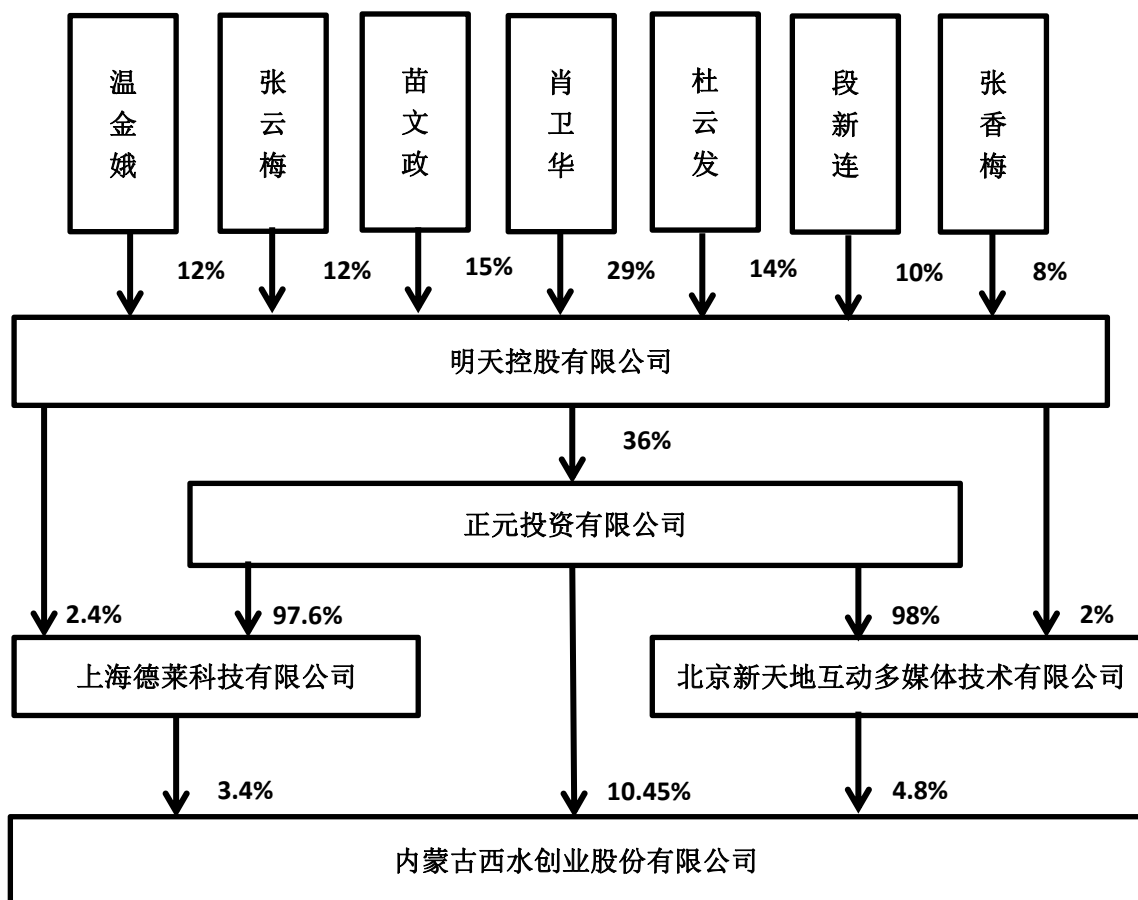 温金娥
张云梅
苗文政
肖卫华
杜云发
段新连
张香梅
12%
12%
15%
29%
14%
10%
8%
明天控股有限公司
36%
正元投资有限公司
2.4%
97.6%
98%
2%
上海德莱科技有限公司
北京新天地互动多媒体技术有限公司
3.4%
10.45%
4.8%
内蒙古西水创业股份有限公司